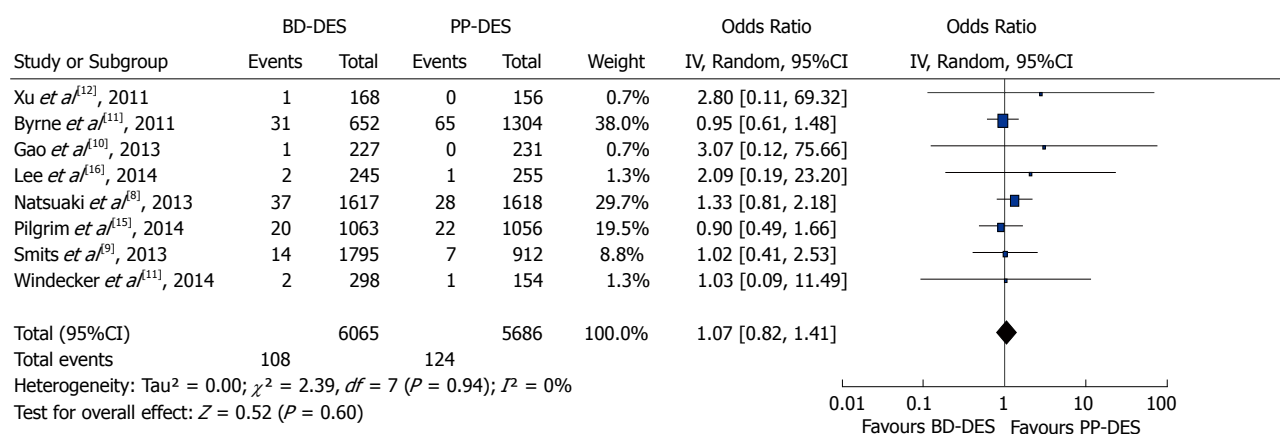 BD-DES PP-DES Odds Ratio Odds Ratio
Study or Subgroup Events Total Events Total Weight IV, Random, 95%CI IV, Random, 95%CI
Xu et al[12], 2011 1 168 0 156 0.7% 2.80 [0.11, 69.32]
Byrne et al[11], 2011 31 652 65 1304 38.0% 0.95 [0.61, 1.48]
Gao et al[10], 2013 1 227 0 231 0.7% 3.07 [0.12, 75.66]
Lee et al[16], 2014 2 245 1 255 1.3% 2.09 [0.19, 23.20]
Natsuaki et al[8], 2013 37 1617 28 1618 29.7% 1.33 [0.81, 2.18]
Pilgrim et al[15], 2014 20 1063 22 1056 19.5% 0.90 [0.49, 1.66]
Smits et al[9], 2013 14 1795 7 912 8.8% 1.02 [0.41, 2.53]
Windecker et al[11], 2014 2 298 1 154 1.3% 1.03 [0.09, 11.49]
Total (95%CI) 6065 5686 100.0% 1.07 [0.82, 1.41]
Total events 108 124
Heterogeneity: Tau² = 0.00; χ² = 2.39, df = 7 (P = 0.94); I² = 0%
Test for overall effect: Z = 0.52 (P = 0.60)
0.01 0.1 1 10 100
Favours BD-DES Favours PP-DES